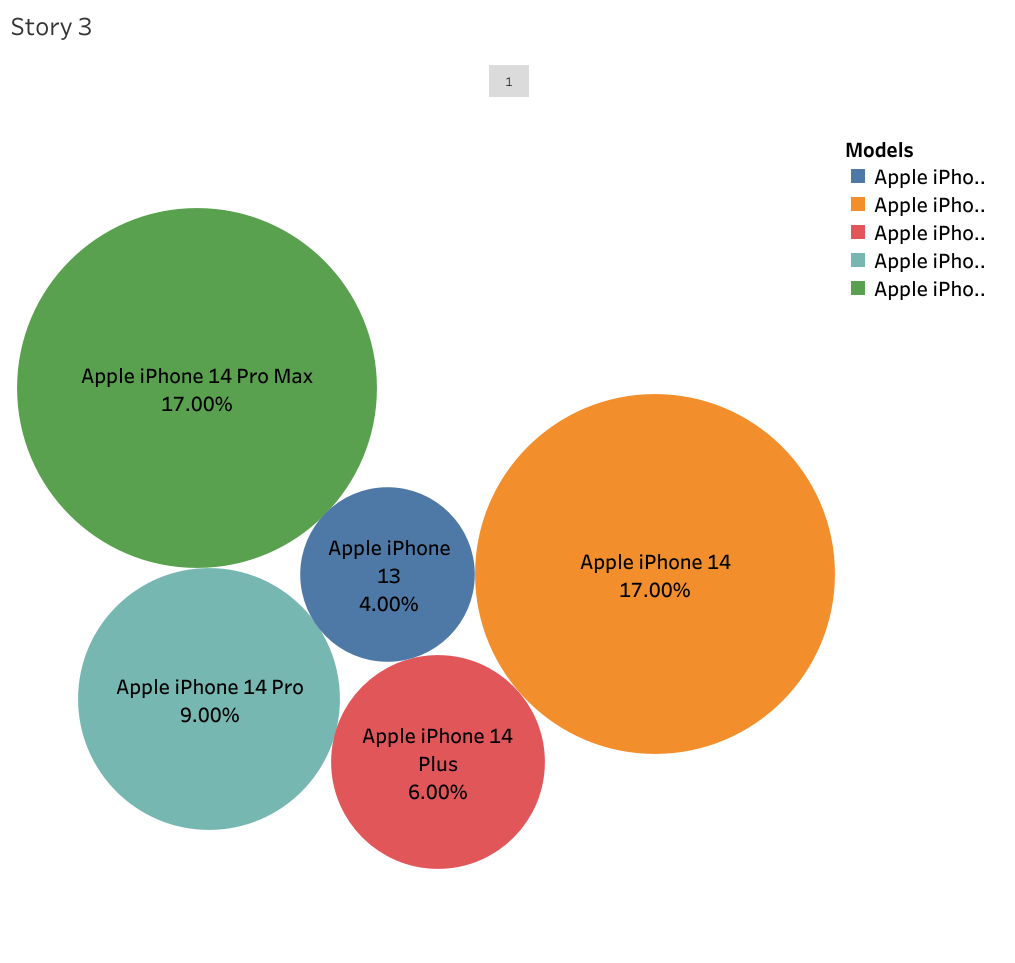 Story 3
1
Models
Apple iPho..
Apple iPho..
Apple iPho..
Apple iPho..
Apple iPho..
Apple iPhone 14 Pro Max
17.00%
Apple iPhone
13
4.00%
Apple iPhone 14
17.00%
Apple iPhone 14 Pro
9.00%
Apple iPhone 14
Plus
6.00%